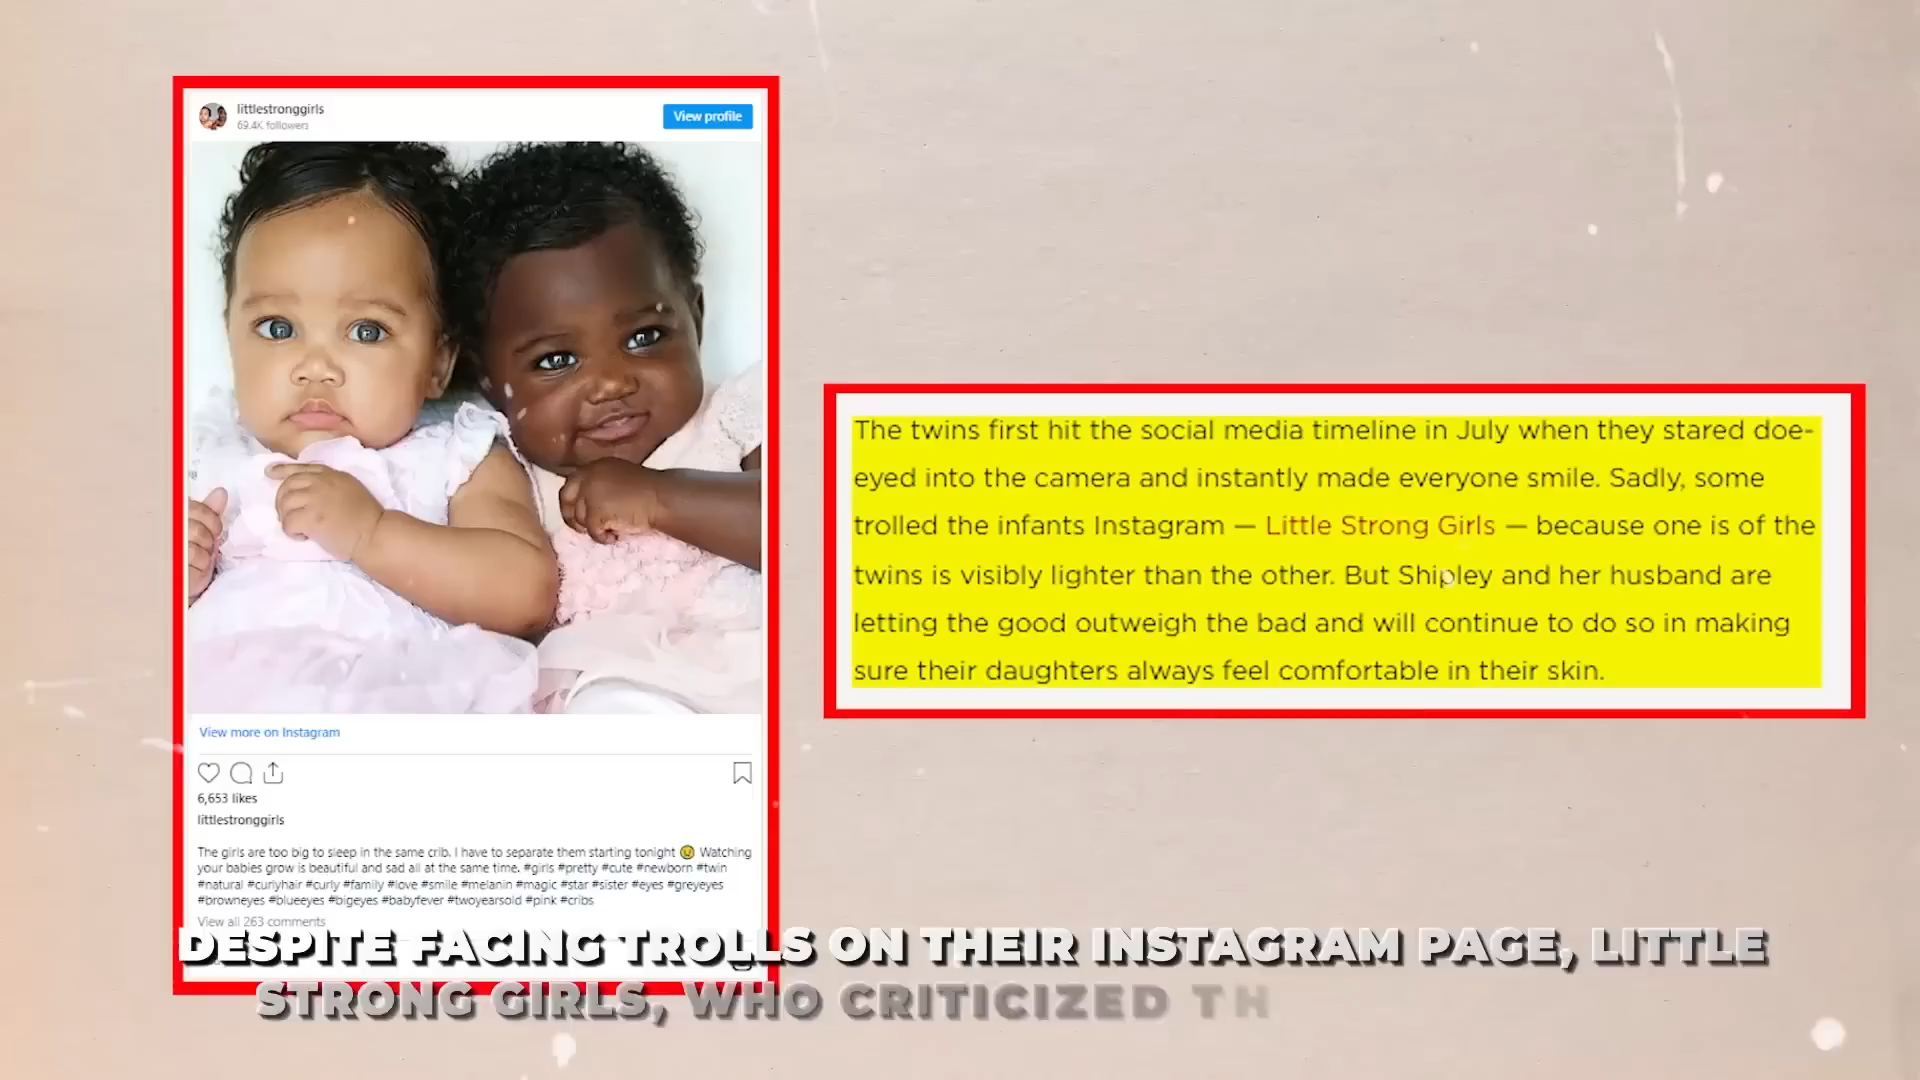 littlestronggirls
69.4K followers
View profile
View more on Instagram
6,653 likes
littlestronggirls
The girls are too big to sleep in the same crib. I have to separate them starting tonight 😢 Watching
your babies grow is beautiful and sad all at the same time. #girls #pretty #cute #newborn #twin
#natural #curlyhair #curly #family #love #smile #melanin #magic #star #sister #eyes #greyeyes
#browneyes #blueeyes #bigeyes #babyfever #twoyearsold #pink #cribs
View all 263 comments
The twins first hit the social media timeline in July when they stared doe-
eyed into the camera and instantly made everyone smile. Sadly, some
trolled the infants Instagram — Little Strong Girls — because one is of the
twins is visibly lighter than the other. But Shipley and her husband are
letting the good outweigh the bad and will continue to do so in making
sure their daughters always feel comfortable in their skin.
DESPITE FACING TROLLS ON THEIR INSTAGRAM PAGE, LITTLE
STRONG GIRLS, WHO CRITICIZED TH